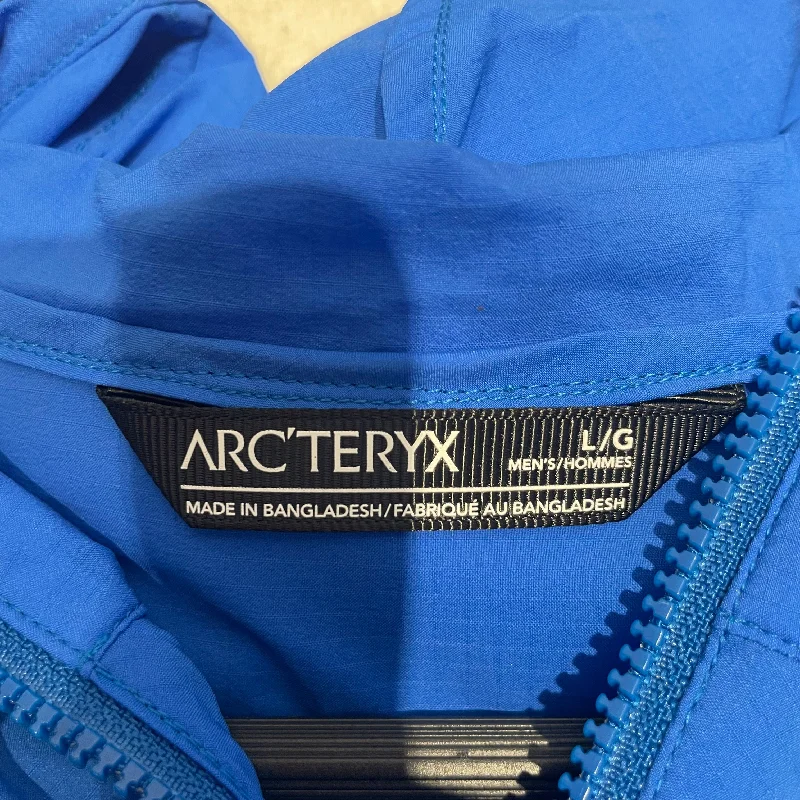 ARC'TERYX
L/G
MEN'S/HOMMES
MADE IN BANGLADESH/FABRIQUÉ AU BANGLADESH